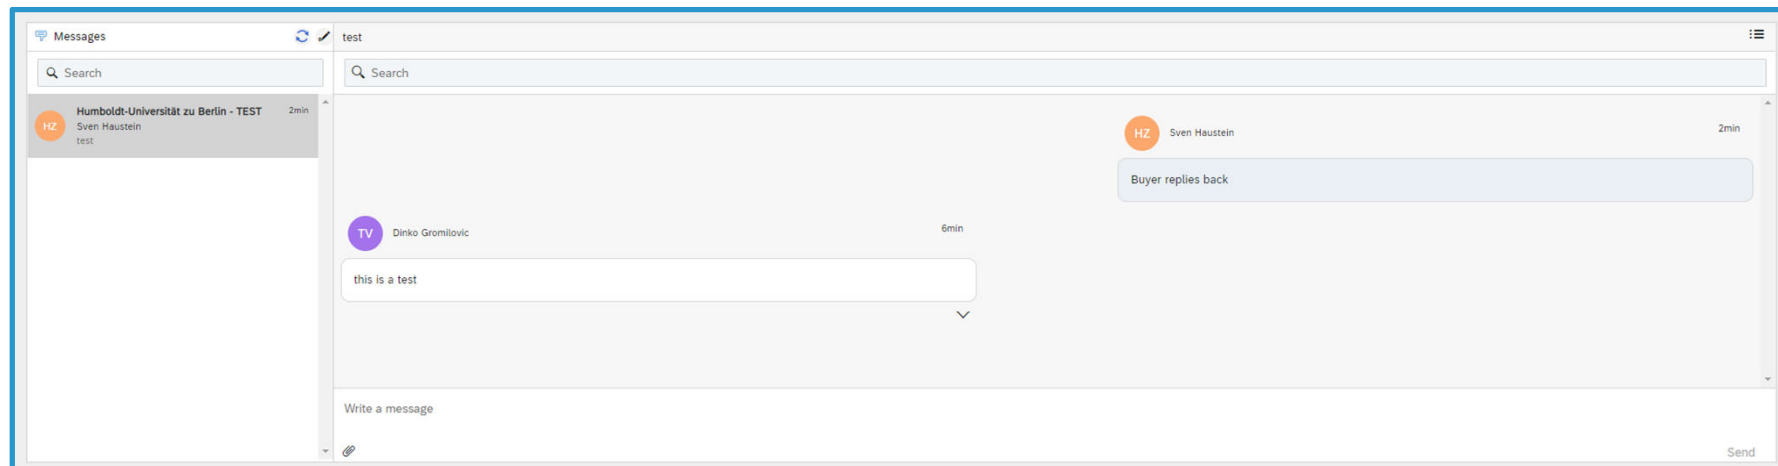 Messages
Search
HZ
Humboldt-Universität zu Berlin - TEST
2min
Sven Haustein
test
test
Search
HZ
Sven Haustein
2min
Buyer replies back
TV
Dinko Gromilovic
6min
this is a test
Write a message
Send